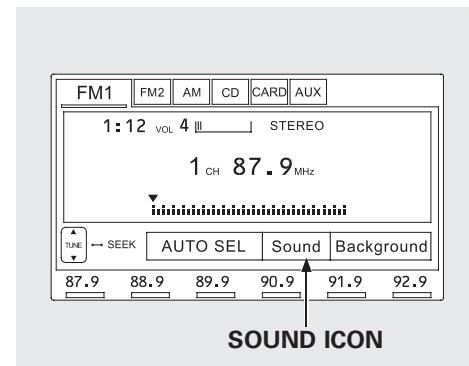 FM1 FM2 AM CD CARD AUX
1:12 VOL 4 STEREO
1 CH 87.9 MHz
TUNE SEEK AUTO SEL Sound Background
87.9 88.9 89.9 90.9 91.9 92.9
SOUND ICON